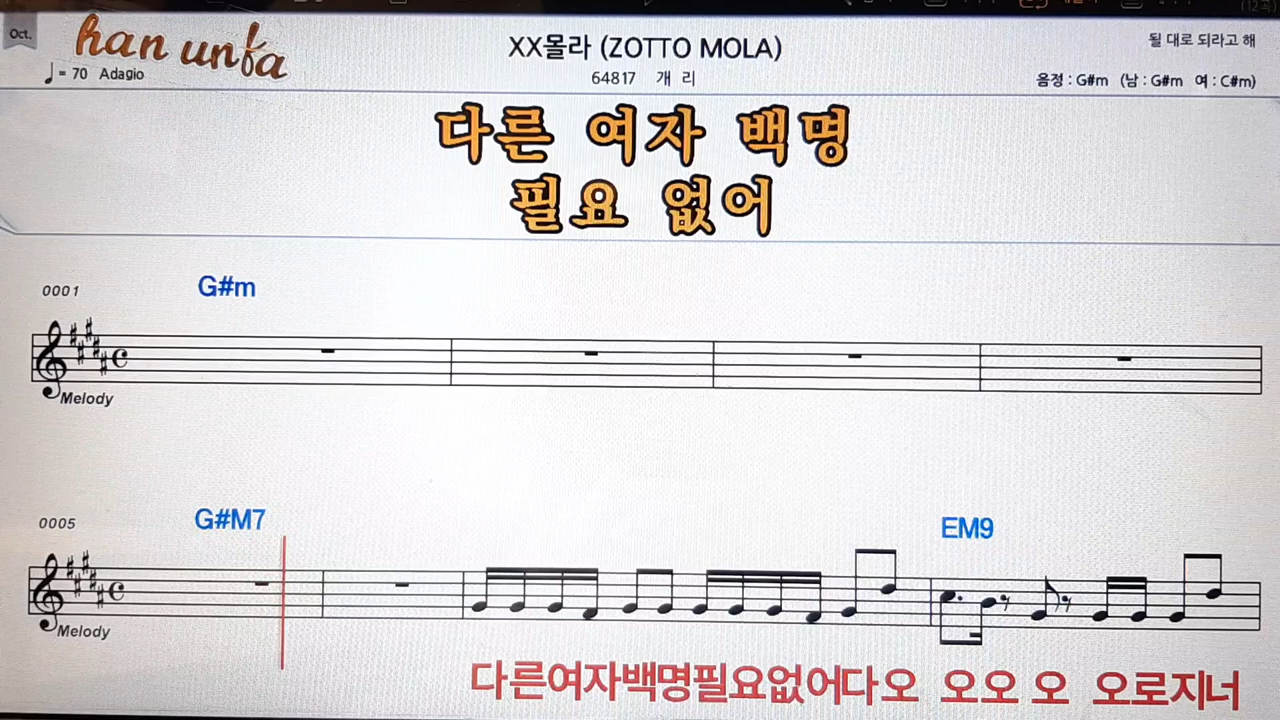 Oct.
han unfa
♩= 70 Adagio
XX몰라 (ZOTTO MOLA)
64817 개 리
될 대로 되라고 해
음정 : G#m (남 : G#m 여 : C#m)
다른 여자 백명
필요 없어
0001
G#m
Melody
0005
G#M7
EM9
Melody
다른여자백명필요없어다오 오오 오 오로지너